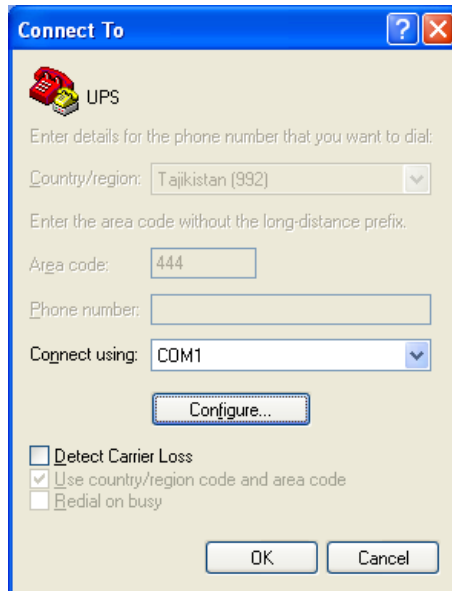 Connect To
UPS
Enter details for the phone number that you want to dial:
Country/region: Tajikistan (992)
Enter the area code without the long-distance prefix.
Area code: 444
Phone number:
Connect using: COM1
Configure...
Detect Carrier Loss
Use country/region code and area code
Redial on busy
OK Cancel